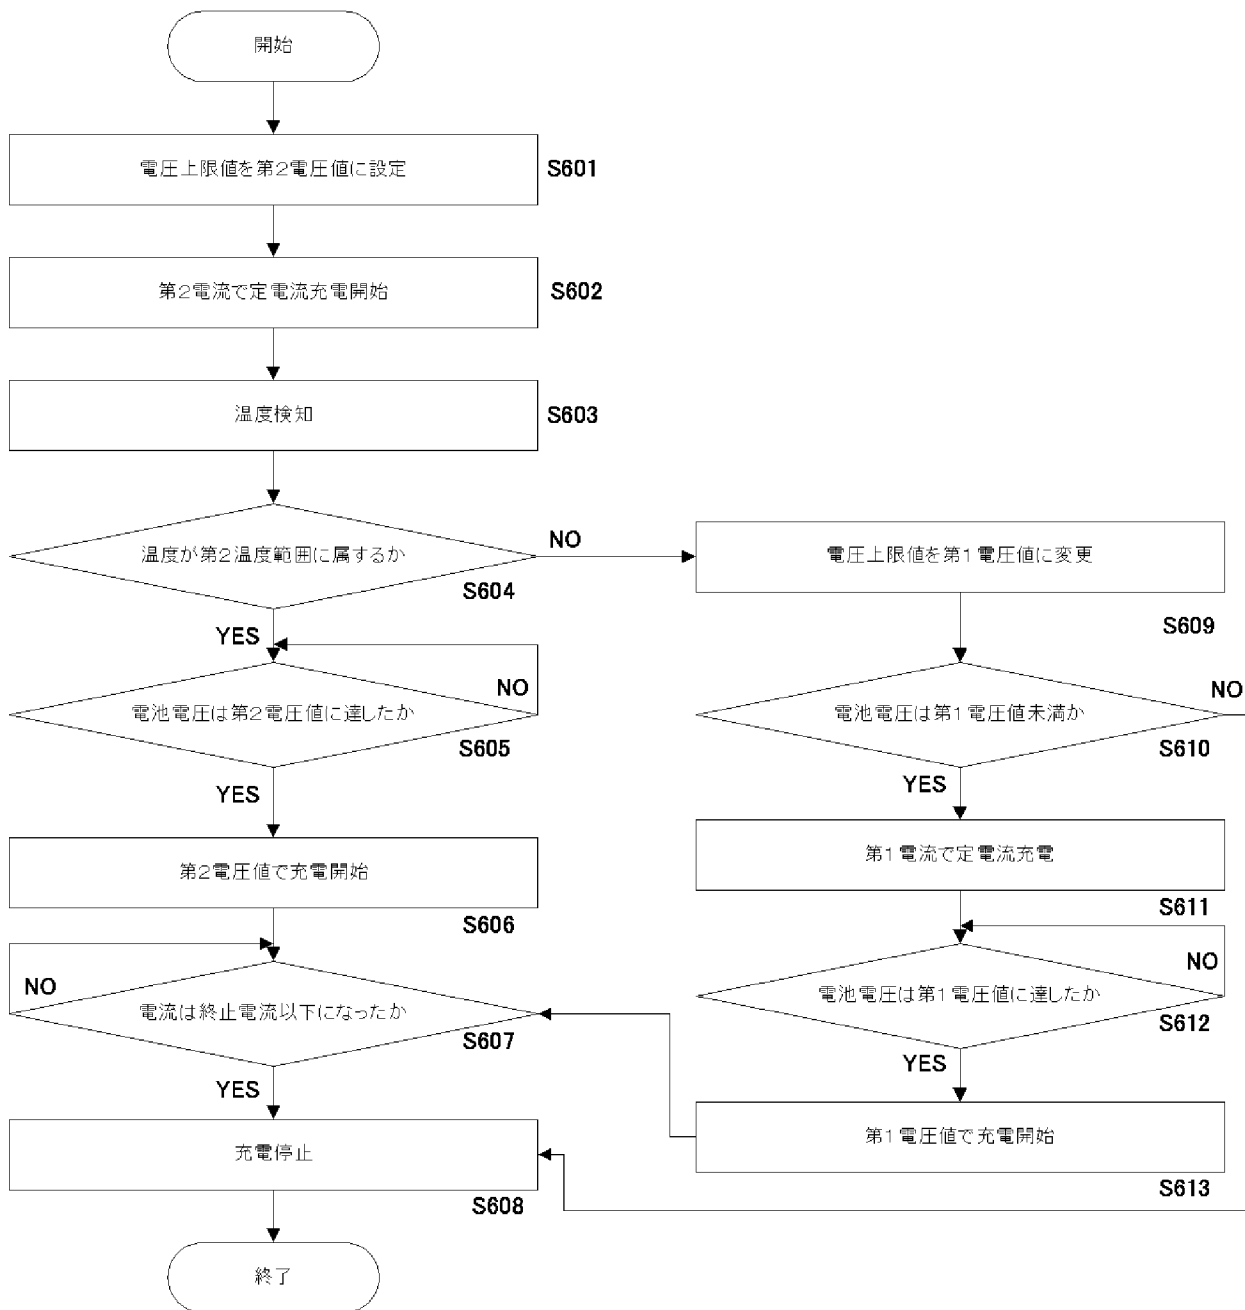 開始
電圧上限値を第2電圧値に設定
S601
第2電流で定電流充電開始
S602
温度検知
S603
温度が第2温度範囲に属するか
S604
NO
YES
電池電圧は第2電圧値に達したか
S605
NO
YES
第2電圧値で充電開始
S606
電流は終止電流以下になったか
S607
NO
YES
充電停止
S608
終了
電圧上限値を第1電圧値に変更
S609
電池電圧は第1電圧値未満か
S610
NO
YES
第1電流で定電流充電
S611
電池電圧は第1電圧値に達したか
S612
NO
YES
第1電圧値で充電開始
S613